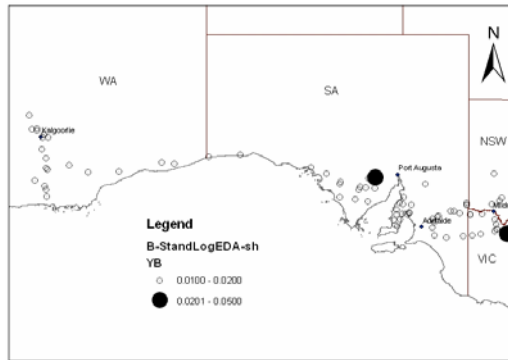 N
WA
SA
NSW
Kalgoorlie
Port Augusta
Adelaide
VIC
Legend
B-StandLogEDA-sh
YB
0.0100 - 0.0200
0.0201 - 0.0500